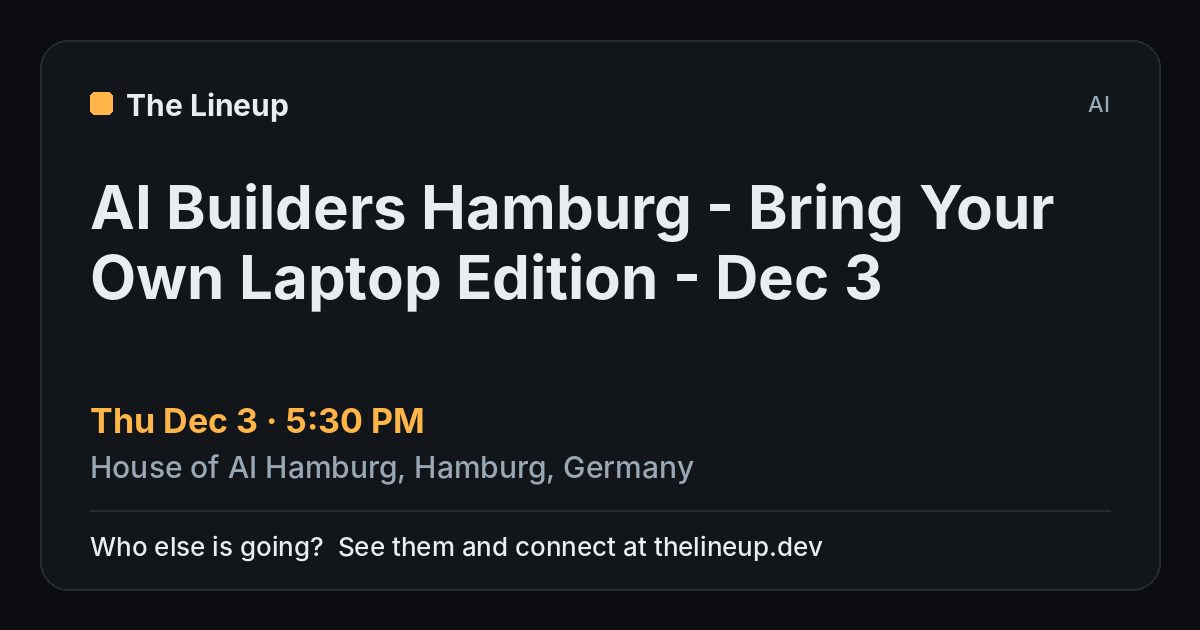 The Lineup
AI
AI Builders Hamburg - Bring Your
Own Laptop Edition - Dec 3
Thu Dec 3 · 5:30 PM
House of AI Hamburg, Hamburg, Germany
Who else is going? See them and connect at thelineup.dev